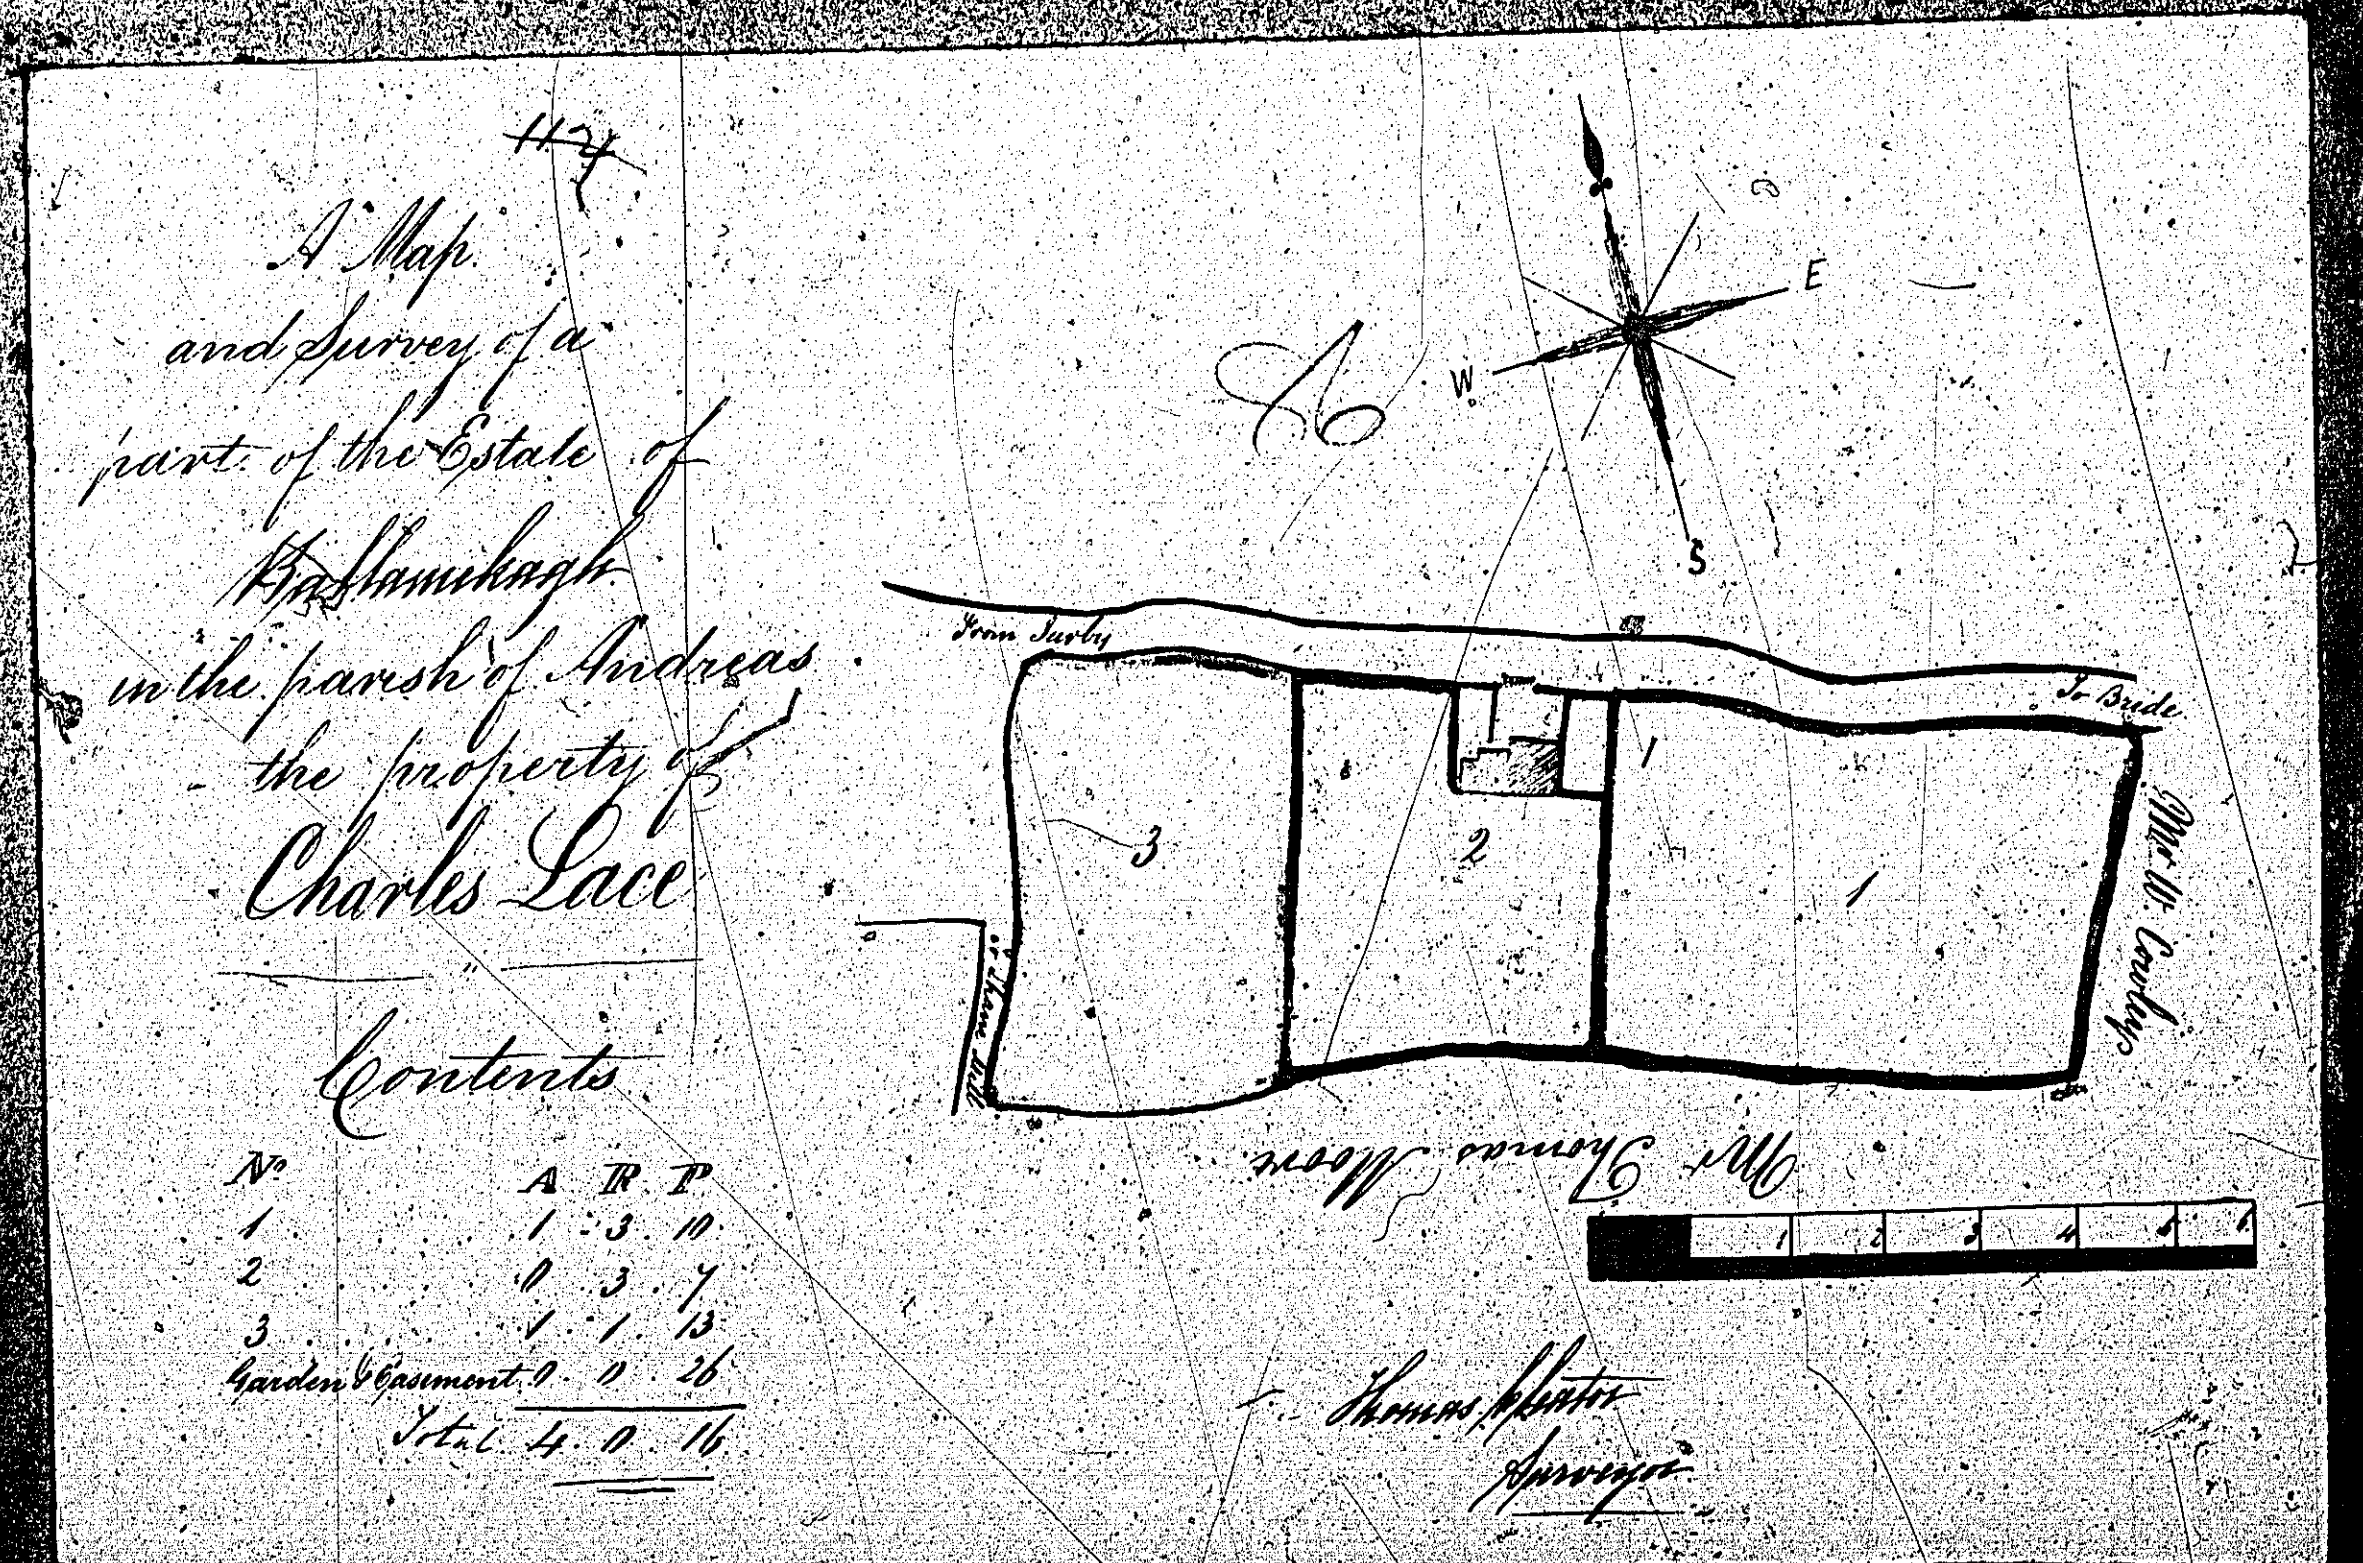 A Map
and Survey of a
part of the Estate of
in the parish of Andreas
the property of
Charles Lace
Contents
No A R P
1 1 3 10
2 0 3 7
3 1 1 13
Garden & Easement 0 0 26
Total 4 0 16
E
W
S
From Jurby
To Bride
3
2
1
1
Mr W. Cowley
Mr Thomas Moore
1 2 3 4 5 6
Thomas
Surveyor